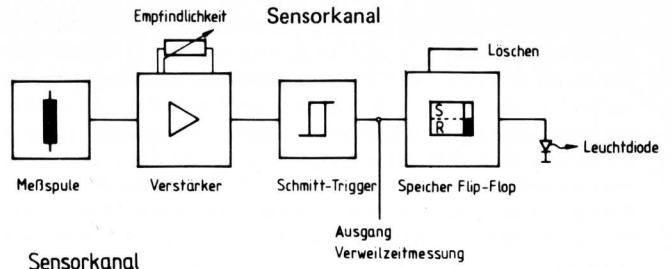 Empfindlichkeit
Sensorkanal
Löschen
S
R
Leuchtdiode
Meßspule
Verstärker
Schmitt-Trigger
Speicher Flip-Flop
Ausgang
Verweilzeitmessung
Sensorkanal